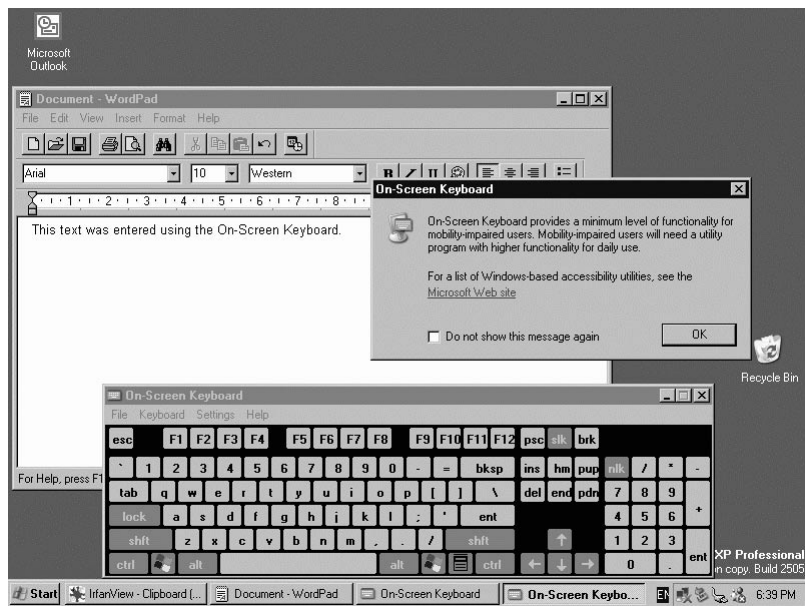 Microsoft
Outlook
Document - WordPad
File Edit View Insert Format Help
Arial 10 Western B I U
1 2 3 4 5 6 7 8
This text was entered using the On-Screen Keyboard.
For Help, press F1
On-Screen Keyboard
On-Screen Keyboard provides a minimum level of functionality for
mobility-impaired users. Mobility-impaired users will need a utility
program with higher functionality for daily use.
For a list of Windows-based accessibility utilities, see the
Microsoft Web site
Do not show this message again
OK
Recycle Bin
On-Screen Keyboard
File Keyboard Settings Help
esc F1 F2 F3 F4 F5 F6 F7 F8 F9 F10 F11 F12 psc slk brk
` 1 2 3 4 5 6 7 8 9 0 - = bksp ins hm pup nlk / * -
tab q w e r t y u i o p [ ] \ del end pdn 7 8 9 +
lock a s d f g h j k l ; ' ent 4 5 6
shft z x c v b n m , . / shft ↑ 1 2 3 ent
ctrl alt alt ctrl ← ↓ → 0 .
XP Professional
n copy. Build 2505
Start IrfanView - Clipboard (... Document - WordPad On-Screen Keyboard On-Screen Keybo... EN 6:39 PM